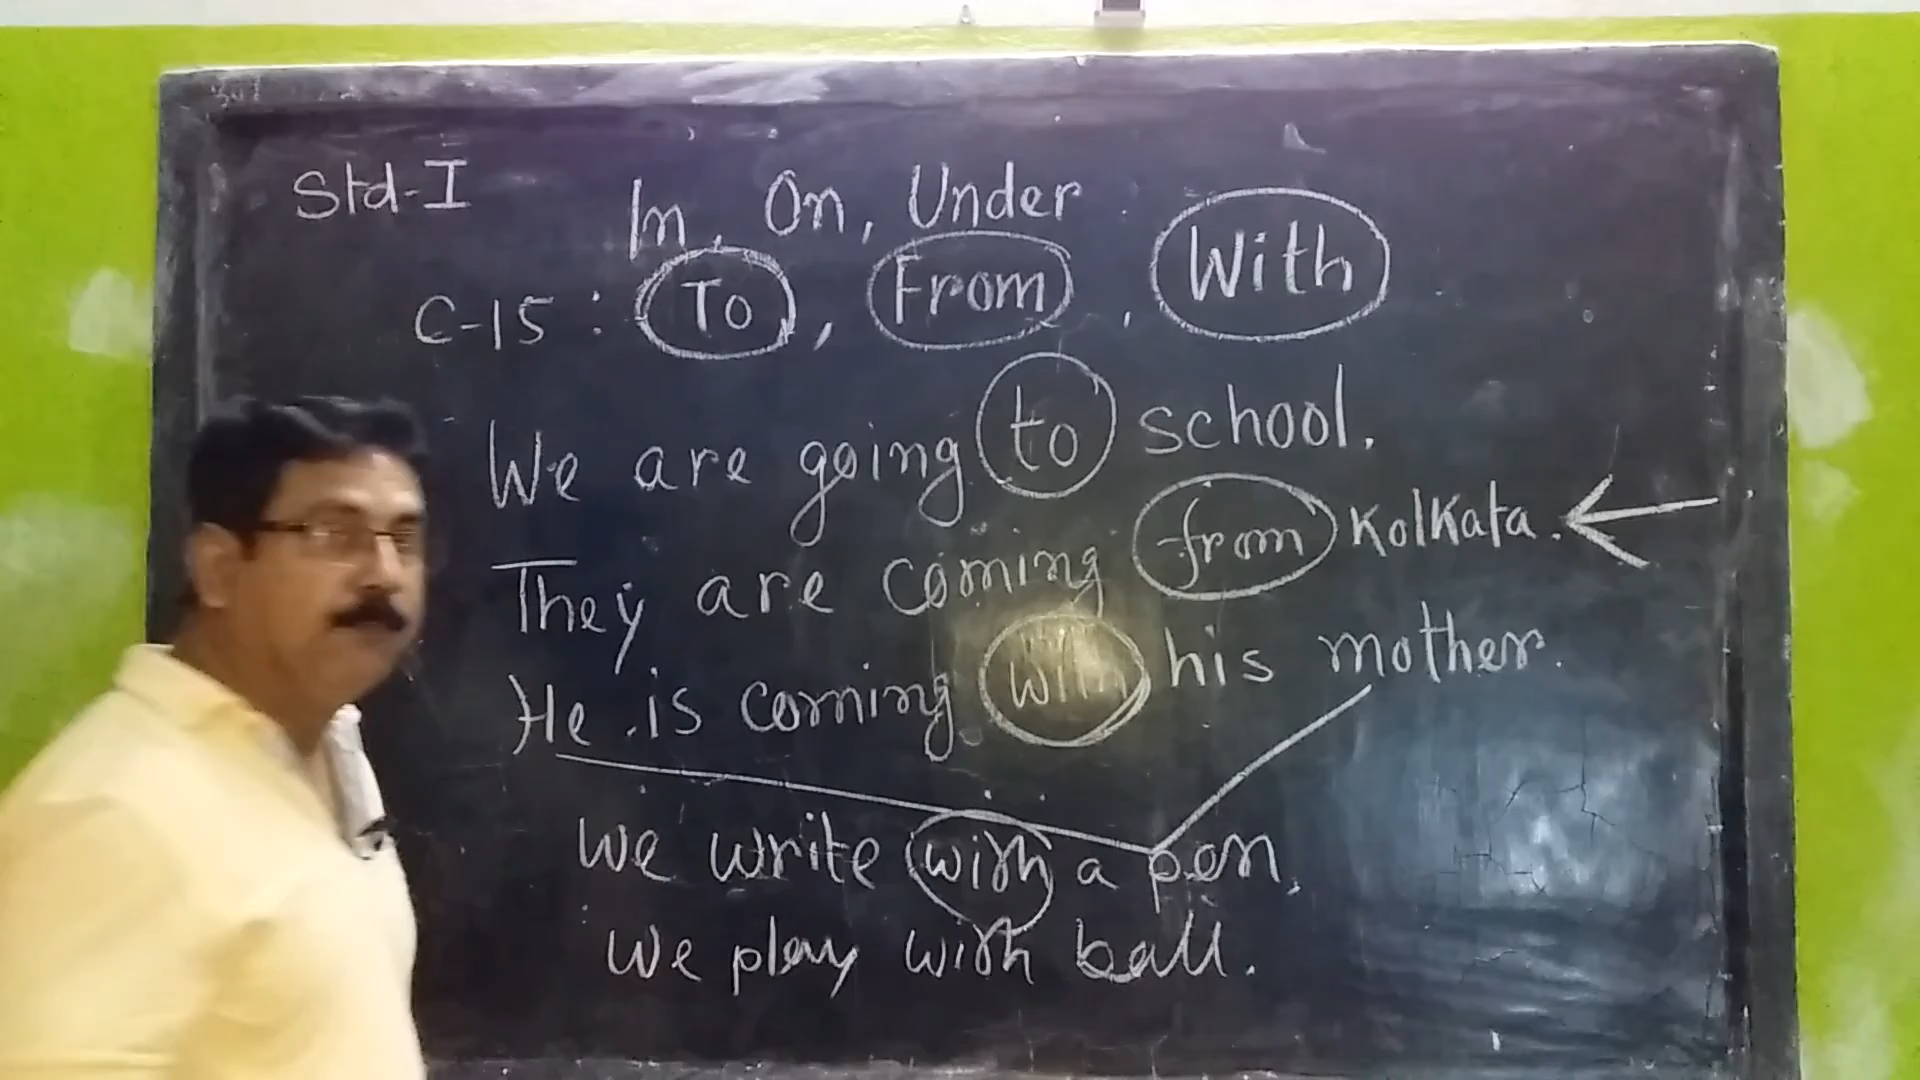 Std-I
In, On, Under
C-15: To, From, With
We are going to school.
They are coming from Kolkata.
He is coming with his mother.
We write with a pen.
We play with ball.